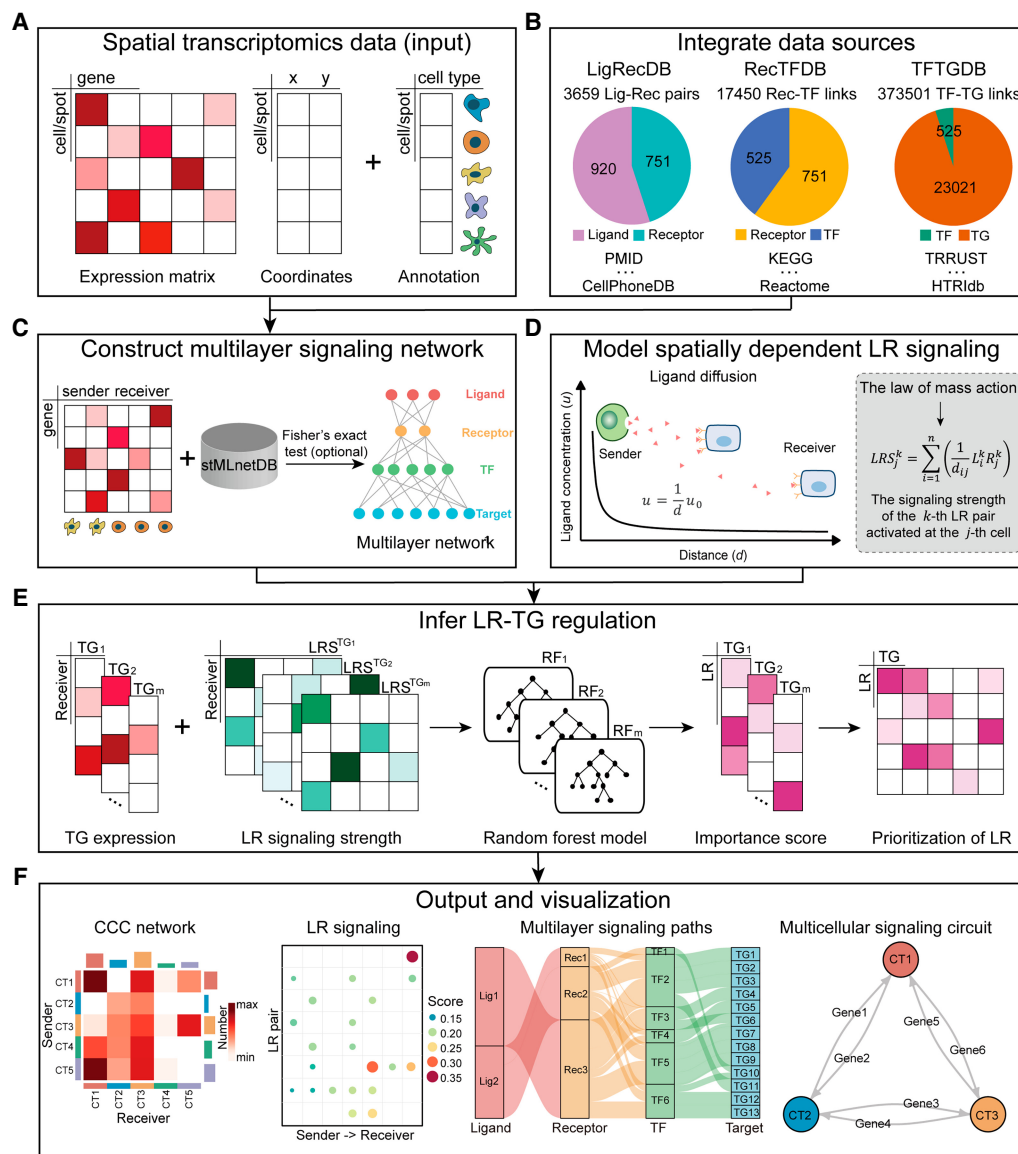 A
Spatial transcriptomics data (input)
gene
cell/spot
Expression matrix
x y
cell/spot
Coordinates
+
cell type
cell/spot
Annotation
B
Integrate data sources
LigRecDB
3659 Lig-Rec pairs
920
751
Ligand Receptor
PMID
...
CellPhoneDB
RecTFDB
17450 Rec-TF links
525
751
Receptor TF
KEGG
...
Reactome
TFTGDB
373501 TF-TG links
525
23021
TF TG
TRRUST
...
HTRIdb
C
Construct multilayer signaling network
sender receiver
gene
+
stMLnetDB
Fisher's exact
test (optional)
Ligand
Receptor
TF
Target
Multilayer network
D
Model spatially dependent LR signaling
Ligand diffusion
Ligand concentration (u)
Sender
Receiver
u = 1/d u₀
Distance (d)
The law of mass action
LRS_j^k = ∑_{i=1}^{n} (1/d_{ij} L_i^k R_j^k)
The signaling strength
of the k-th LR pair
activated at the j-th cell
E
Infer LR-TG regulation
Receiver
TG1
TG2
TGm
...
TG expression
+
Receiver
LRS^TG1
LRS^TG2
LRS^TGm
...
LR signaling strength
RF1
RF2
RFm
...
Random forest model
LR
TG1
TG2
TGm
...
Importance score
TG
LR
Prioritization of LR
F
Output and visualization
CCC network
Sender
CT1
CT2
CT3
CT4
CT5
CT1
CT2
CT3
CT4
CT5
Receiver
Number
max
min
LR signaling
LR pair
Sender -> Receiver
Score
0.15
0.20
0.25
0.30
0.35
Multilayer signaling paths
Lig1
Lig2
Ligand
Rec1
Rec2
Rec3
Receptor
TF1
TF2
TF3
TF4
TF5
TF6
TF
TG1
TG2
TG3
TG4
TG5
TG6
TG7
TG8
TG9
TG10
TG11
TG12
TG13
Target
Multicellular signaling circuit
CT1
Gene1
Gene5
Gene2
Gene6
CT2
Gene3
Gene4
CT3